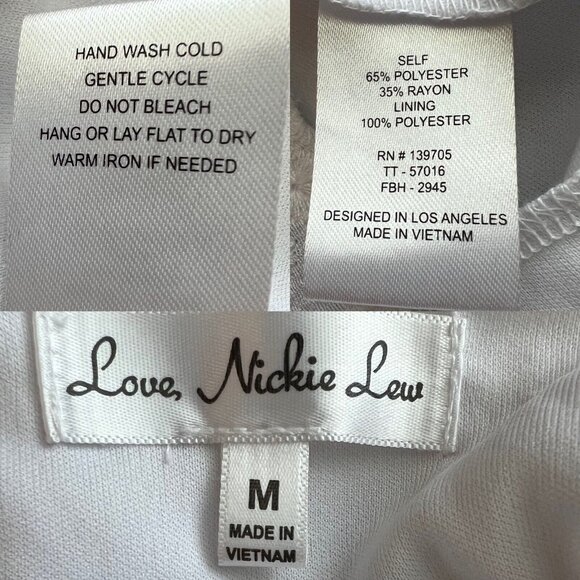 HAND WASH COLD
GENTLE CYCLE
DO NOT BLEACH
HANG OR LAY FLAT TO DRY
WARM IRON IF NEEDED
SELF
65% POLYESTER
35% RAYON
LINING
100% POLYESTER
RN # 139705
TT - 57016
FBH - 2945
DESIGNED IN LOS ANGELES
MADE IN VIETNAM
Love, Nickie Lew
M
MADE IN
VIETNAM